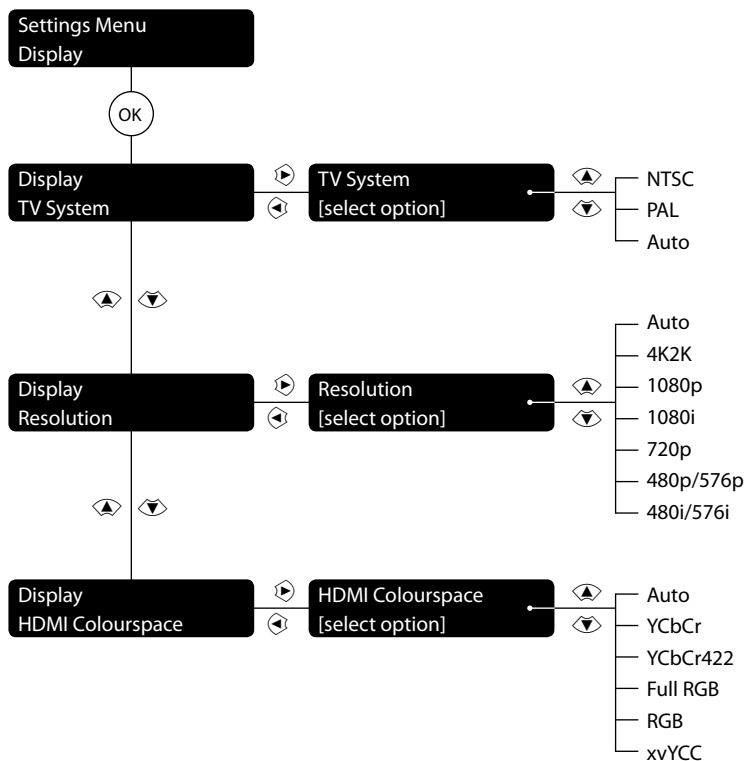 Settings Menu
Display
OK
Display
TV System
TV System
[select option]
NTSC
PAL
Auto
Display
Resolution
Resolution
[select option]
Auto
4K2K
1080p
1080i
720p
480p/576p
480i/576i
Display
HDMI Colourspace
HDMI Colourspace
[select option]
Auto
YCbCr
YCbCr422
Full RGB
RGB
xvYCC